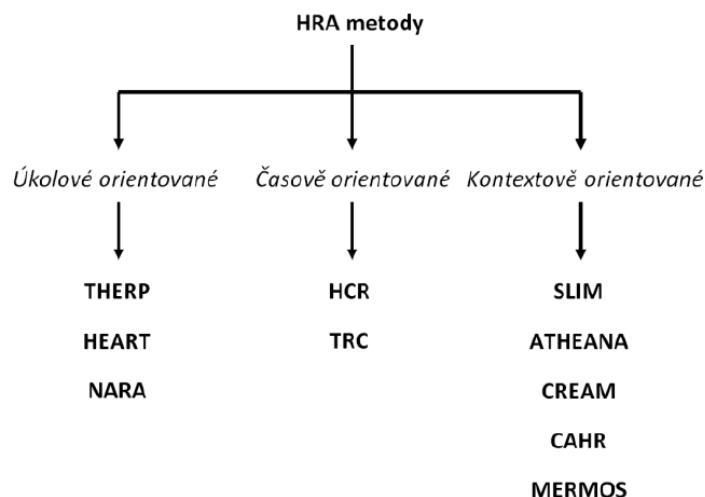 HRA metody
Úkolové orientované
Časově orientované
Kontextově orientované
THERP
HCR
SLIM
HEART
TRC
ATHEANA
NARA
CREAM
CAHR
MERMOS